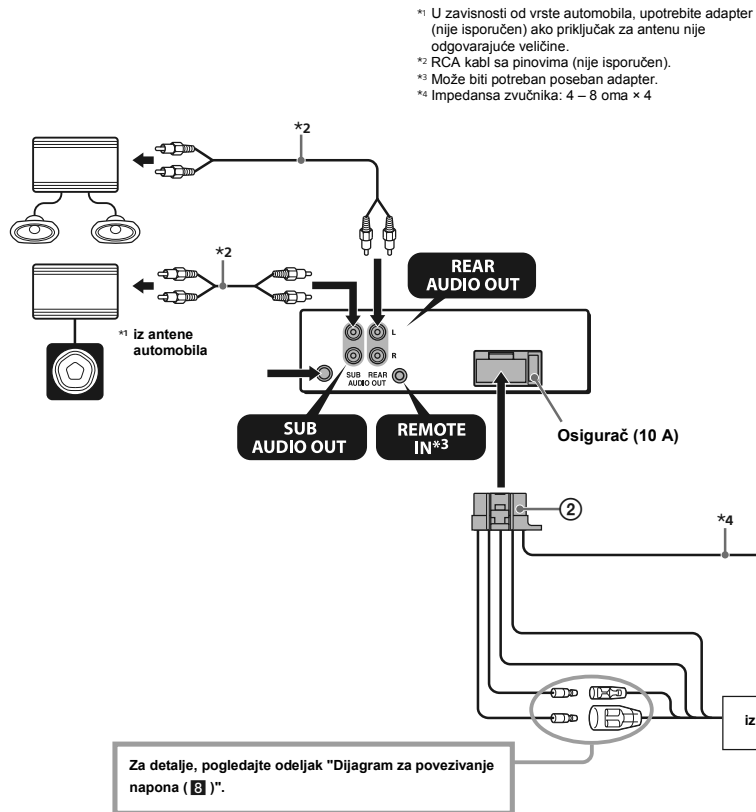 *1 U zavisnosti od vrste automobila, upotrebite adapter
(nije isporučen) ako priključak za antenu nije
odgovarajuće veličine.
*2 RCA kabl sa pinovima (nije isporučen).
*3 Može biti potreban poseban adapter.
*4 Impedansa zvučnika: 4 – 8 oma × 4
*2
*2
REAR
AUDIO OUT
*1 iz antene
automobila
L
R
SUB REAR
AUDIO OUT
SUB
AUDIO OUT
REMOTE
IN*3
Osigurač (10 A)
2
*4
iz
Za detalje, pogledajte odeljak "Dijagram za povezivanje
napona ( 8 )".